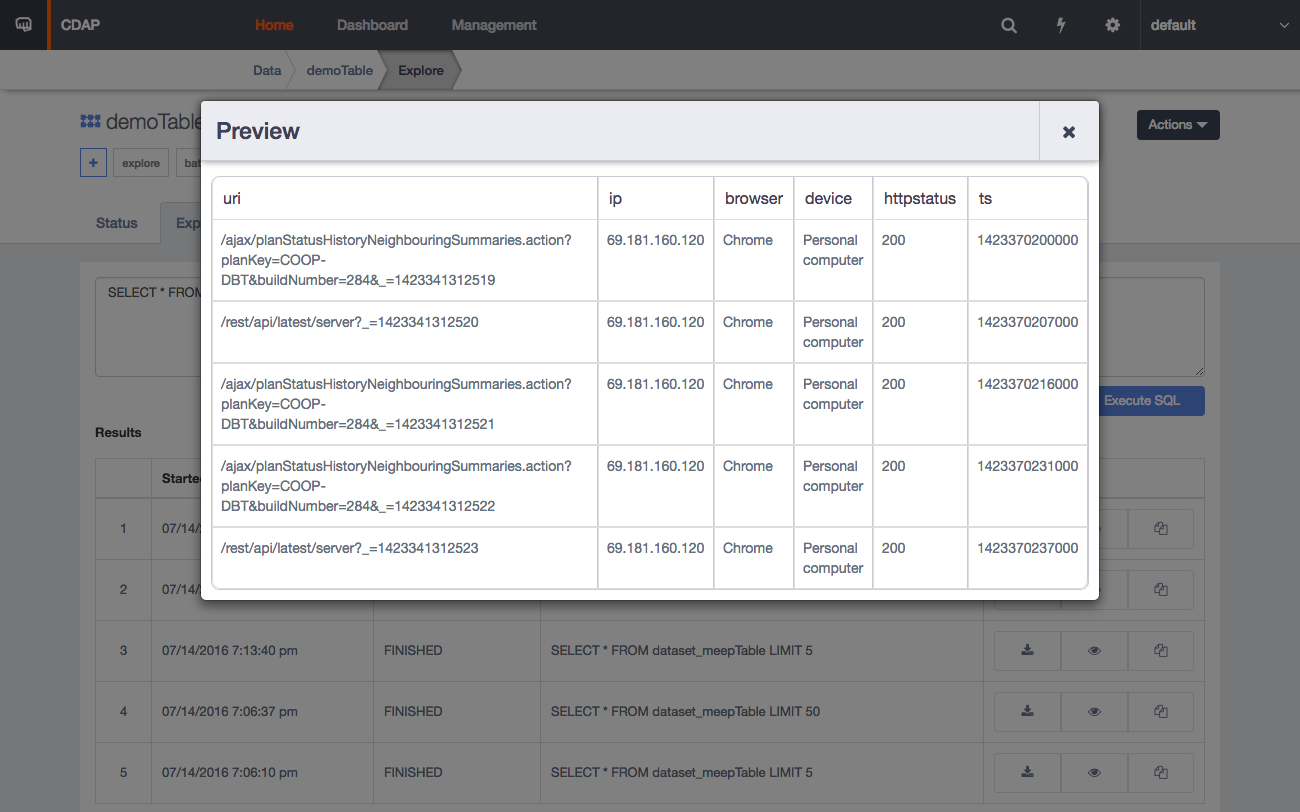 CDAP Home Dashboard Management default
Data demoTable Explore
demoTable
Actions
Preview
+ explore
Status
SELECT * FROM
Execute SQL
Results
uri ip browser device httpstatus ts
/ajax/planStatusHistoryNeighbouringSummaries.action? 69.181.160.120 Chrome Personal 200 1423370200000
planKey=COOP- computer
DBT&buildNumber=284&_=1423341312519
/rest/api/latest/server?_=1423341312520 69.181.160.120 Chrome Personal 200 1423370207000
computer
/ajax/planStatusHistoryNeighbouringSummaries.action? 69.181.160.120 Chrome Personal 200 1423370216000
planKey=COOP- computer
DBT&buildNumber=284&_=1423341312521
/ajax/planStatusHistoryNeighbouringSummaries.action? 69.181.160.120 Chrome Personal 200 1423370231000
planKey=COOP- computer
DBT&buildNumber=284&_=1423341312522
/rest/api/latest/server?_=1423341312523 69.181.160.120 Chrome Personal 200 1423370237000
computer
1 07/14/
2 07/14/
3 07/14/2016 7:13:40 pm FINISHED SELECT * FROM dataset_meepTable LIMIT 5
4 07/14/2016 7:06:37 pm FINISHED SELECT * FROM dataset_meepTable LIMIT 50
5 07/14/2016 7:06:10 pm FINISHED SELECT * FROM dataset_meepTable LIMIT 5